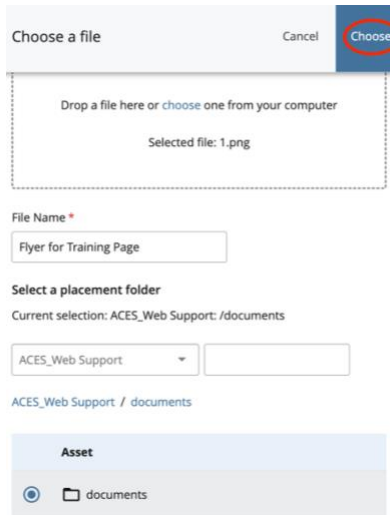 Choose a file
Cancel
Choose
Drop a file here or choose one from your computer
Selected file: 1.png
File Name *
Flyer for Training Page
Select a placement folder
Current selection: ACES_Web Support: /documents
ACES_Web Support
ACES_Web Support / documents
Asset
documents